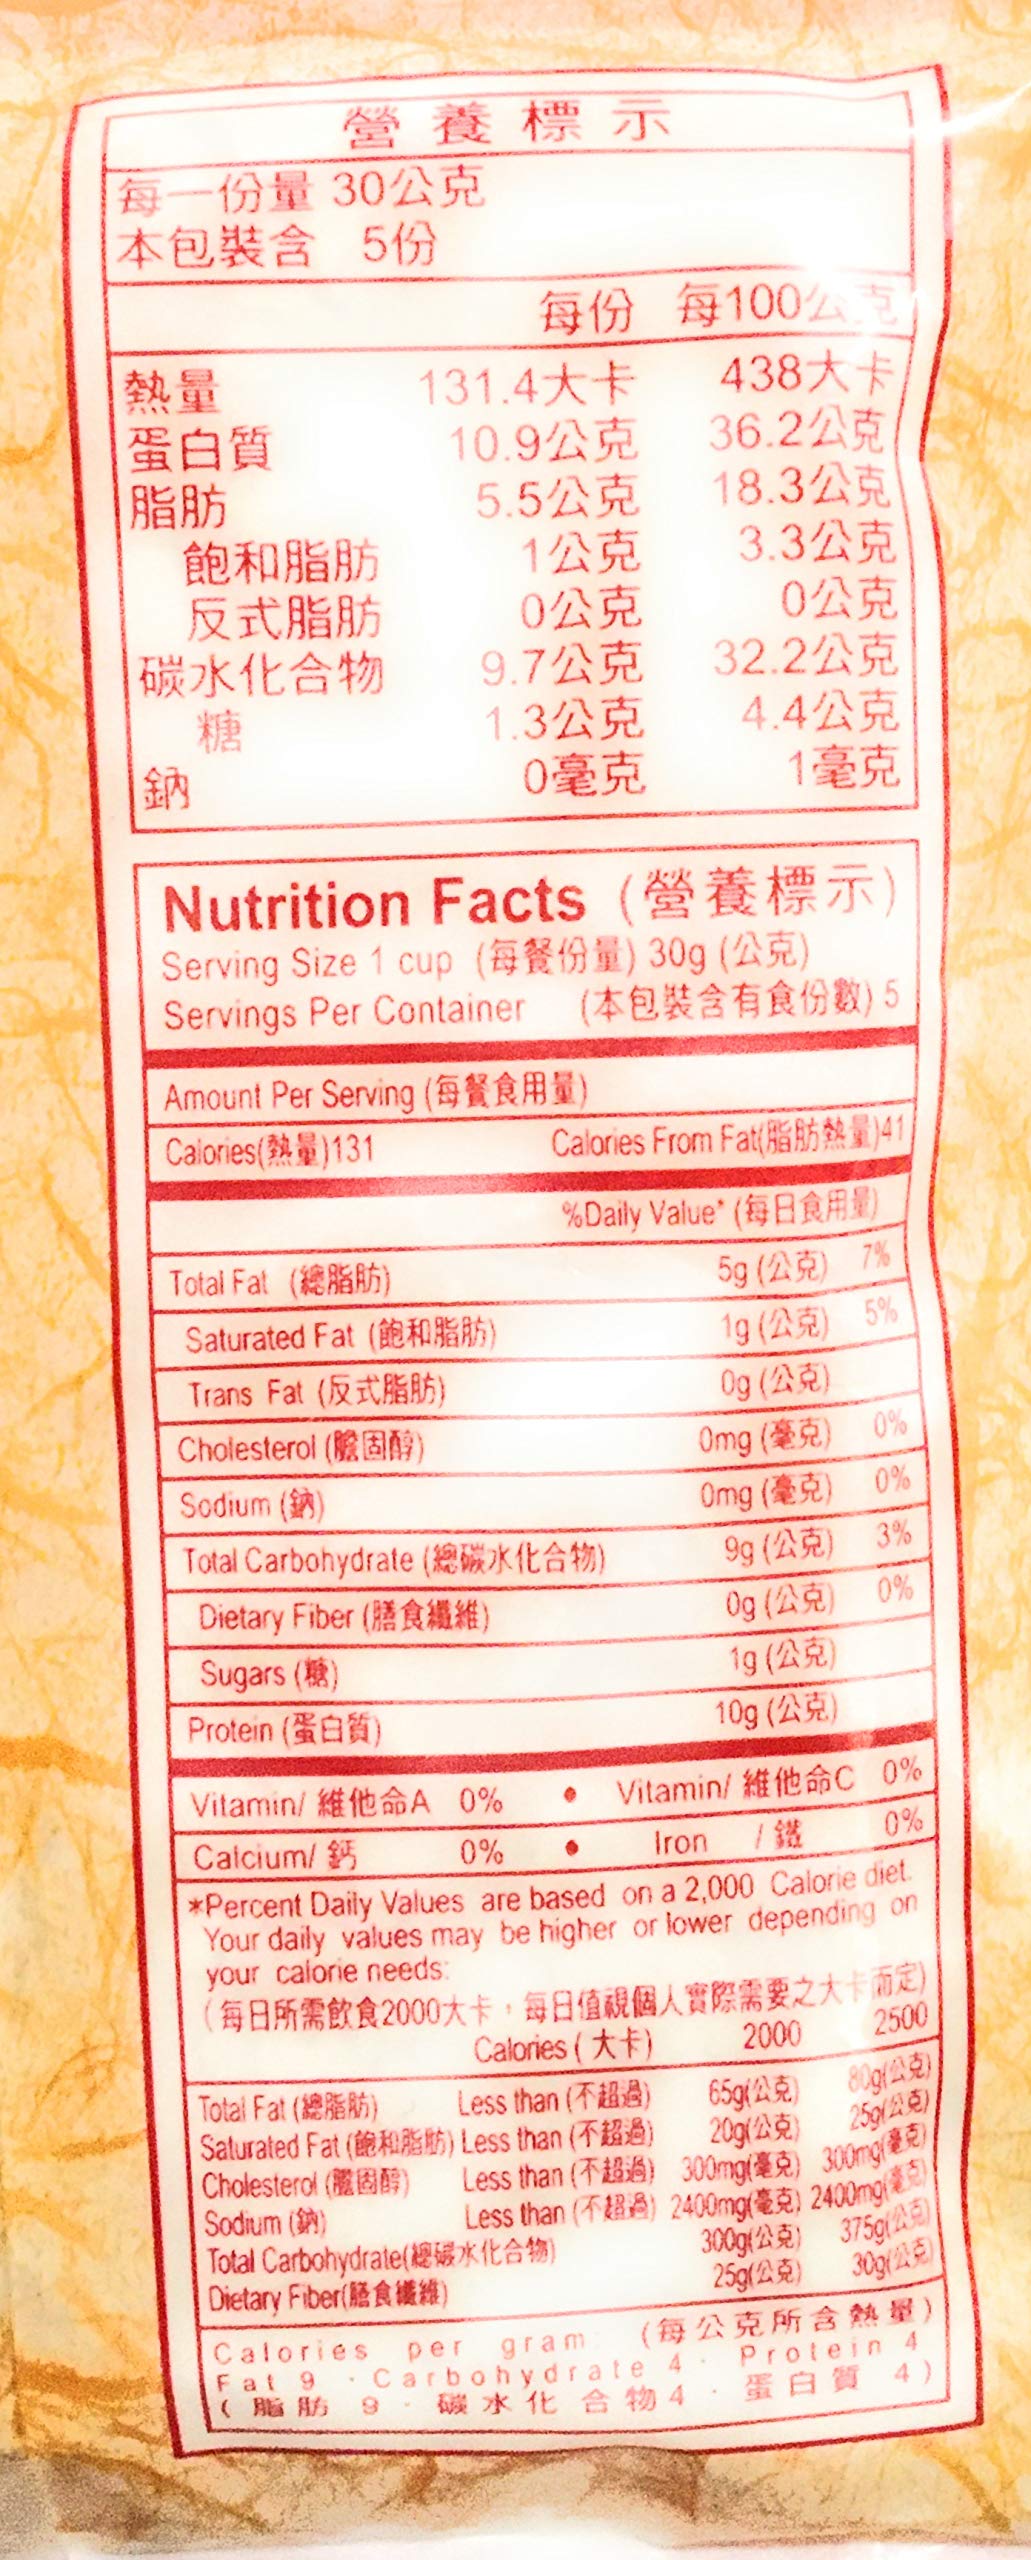 營養標示
每一份量 30公克
本包裝含 5份
每份 每100公克
熱量 131.4大卡 438大卡
蛋白質 10.9公克 36.2公克
脂肪 5.5公克 18.3公克
飽和脂肪 1公克 3.3公克
反式脂肪 0公克 0公克
碳水化合物 9.7公克 32.2公克
糖 1.3公克 4.4公克
鈉 0毫克 1毫克
Nutrition Facts (營養標示)
Serving Size 1 cup (每餐份量) 30g (公克)
Servings Per Container (本包裝含有食份數) 5
Amount Per Serving (每餐食用量)
Calories(熱量)131 Calories From Fat(脂肪熱量)41
%Daily Value* (每日食用量)
Total Fat (總脂肪) 5g (公克) 7%
Saturated Fat (飽和脂肪) 1g (公克) 5%
Trans Fat (反式脂肪) 0g (公克)
Cholesterol (膽固醇) 0mg (毫克) 0%
Sodium (鈉) 0mg (毫克) 0%
Total Carbohydrate (總碳水化合物) 9g (公克) 3%
Dietary Fiber (膳食纖維) 0g (公克) 0%
Sugars (糖) 1g (公克)
Protein (蛋白質) 10g (公克)
Vitamin/ 維他命A 0% • Vitamin/ 維他命C 0%
Calcium/ 鈣 0% • Iron / 鐵 0%
*Percent Daily Values are based on a 2,000 Calorie diet.
Your daily values may be higher or lower depending on
your calorie needs:
(每日所需飲食2000大卡，每日值視個人實際需要之大卡而定)
Calories ( 大卡) 2000 2500
Total Fat (總脂肪) Less than (不超過) 65g(公克) 80g(公克)
Saturated Fat (飽和脂肪) Less than (不超過) 20g(公克) 25g(公克)
Cholesterol (膽固醇) Less than (不超過) 300mg(毫克) 300mg(毫克)
Sodium (鈉) Less than (不超過) 2400mg(毫克) 2400mg(毫克)
Total Carbohydrate(總碳水化合物) 300g(公克) 375g(公克)
Dietary Fiber(膳食纖維) 25g(公克) 30g(公克)
Calories per gram: (每公克所含熱量)
Fat 9 · Carbohydrate 4 · Protein 4
(脂肪 9 · 碳水化合物 4 · 蛋白質 4)